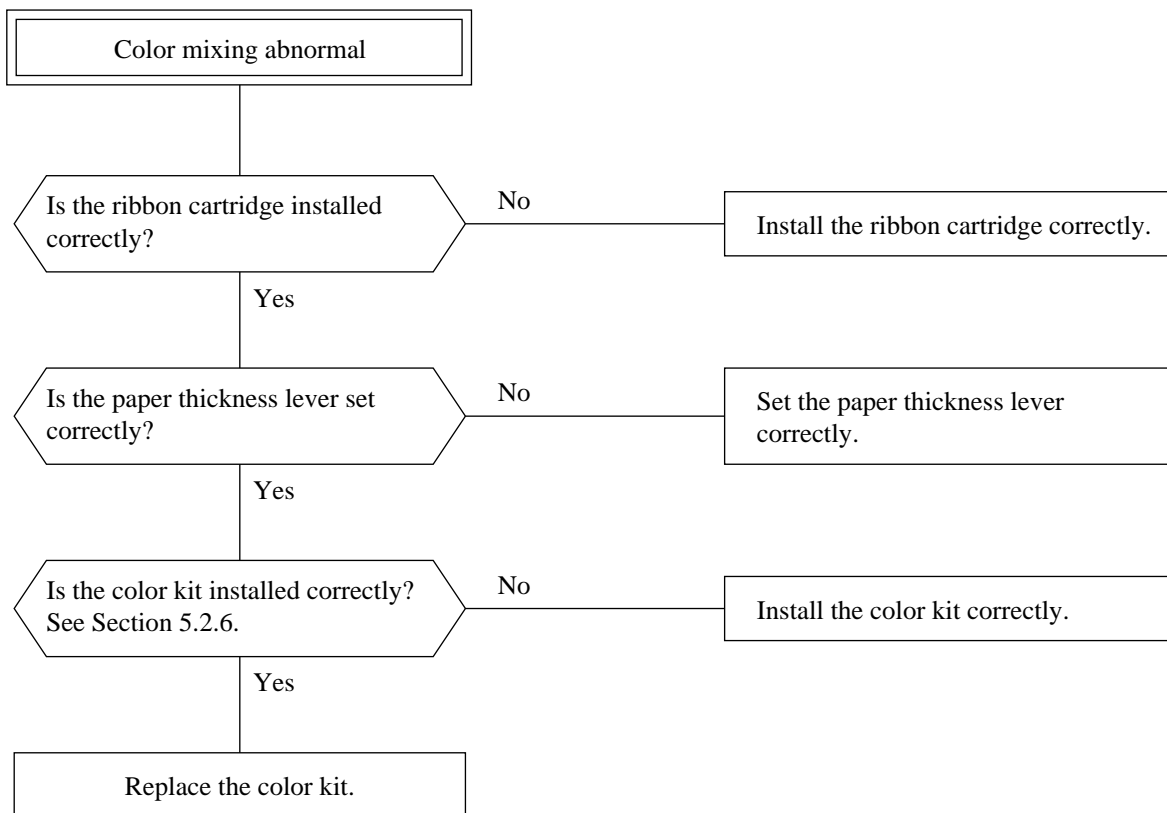 Color mixing abnormal
Is the ribbon cartridge installed
correctly?
No
Install the ribbon cartridge correctly.
Yes
Is the paper thickness lever set
correctly?
No
Set the paper thickness lever
correctly.
Yes
Is the color kit installed correctly?
See Section 5.2.6.
No
Install the color kit correctly.
Yes
Replace the color kit.